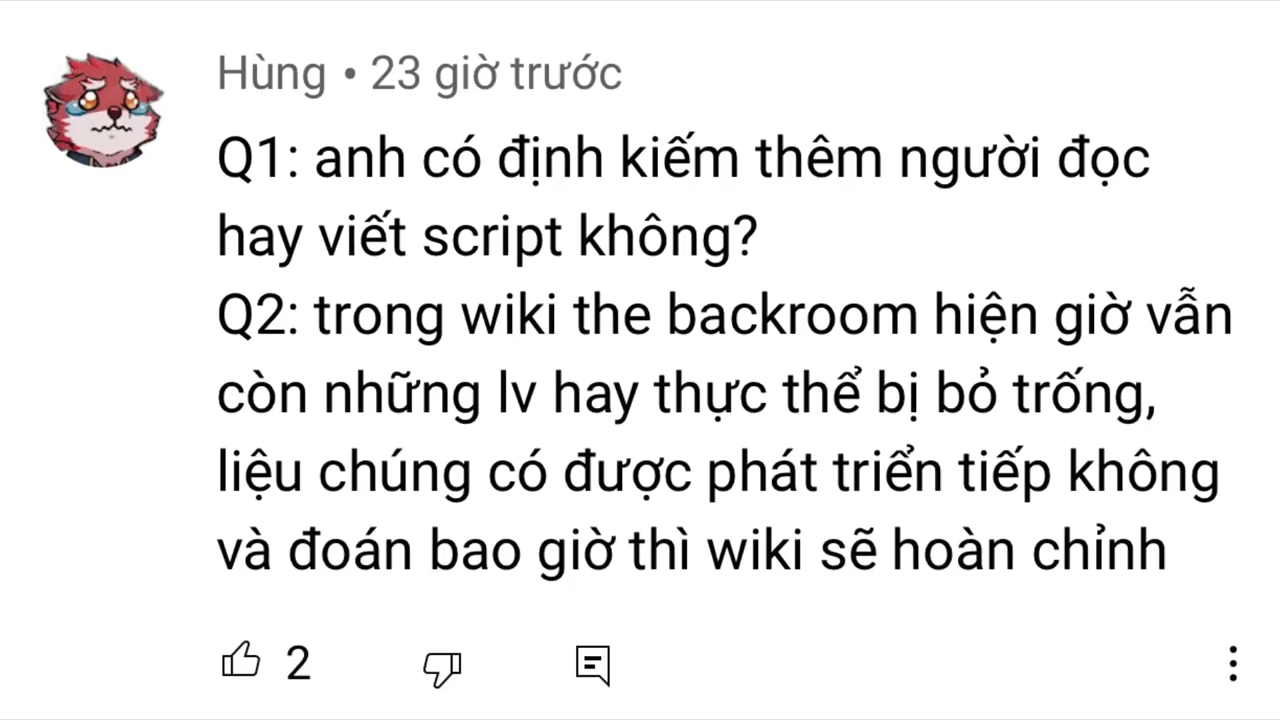 Hùng • 23 giờ trước
Q1: anh có định kiếm thêm người đọc
hay viết script không?
Q2: trong wiki the backroom hiện giờ vẫn
còn những lv hay thực thể bị bỏ trống,
liệu chúng có được phát triển tiếp không
và đoán bao giờ thì wiki sẽ hoàn chỉnh
2